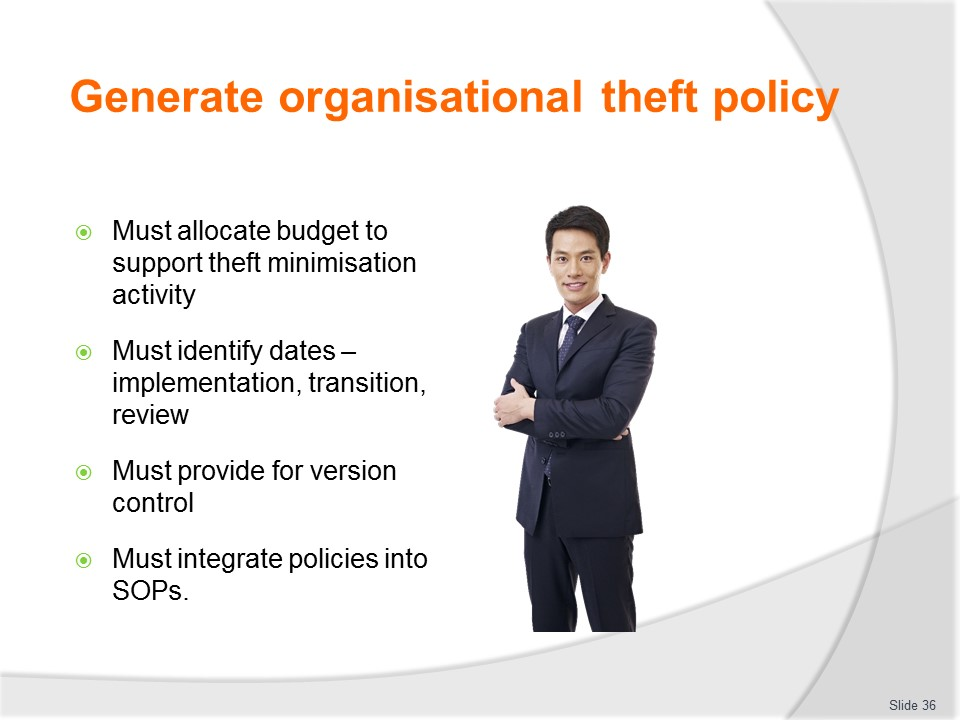 Generate organisational theft policy
Must allocate budget to
support theft minimisation
activity
Must identify dates –
implementation, transition,
review
Must provide for version
control
Must integrate policies into
SOPs.
Slide 36